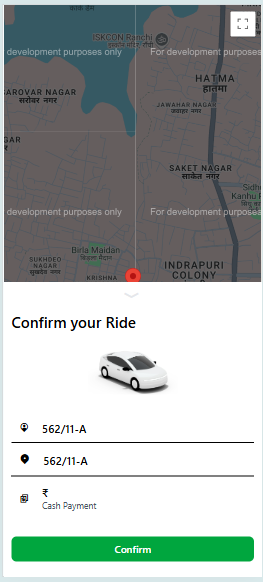 ISKCON Ranchi
development purposes only
For development purposes only
HATMA
हातमा
SAROVAR NAGAR
सरोवर नगर
JAWAHAR NAGAR
जवाहर नगर
GAR
SAKET NAGAR
साकेत नगर
Kanhu
development purposes only
For development purposes only
Birla Maidan
बिरला मैदान
SUKHDEO
NAGAR
सुखदेव नगर
KRISHNA
INDRAPURI
COLONY
Confirm your Ride
562/11-A
562/11-A
₹
Cash Payment
Confirm